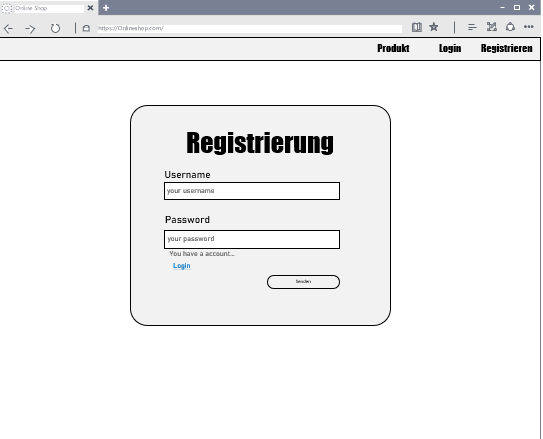 Online Shop
https://Onlineshop.com/
Produkt Login Registrieren
Registrierung
Username
your username
Password
your password
You have a account...
Login
Senden